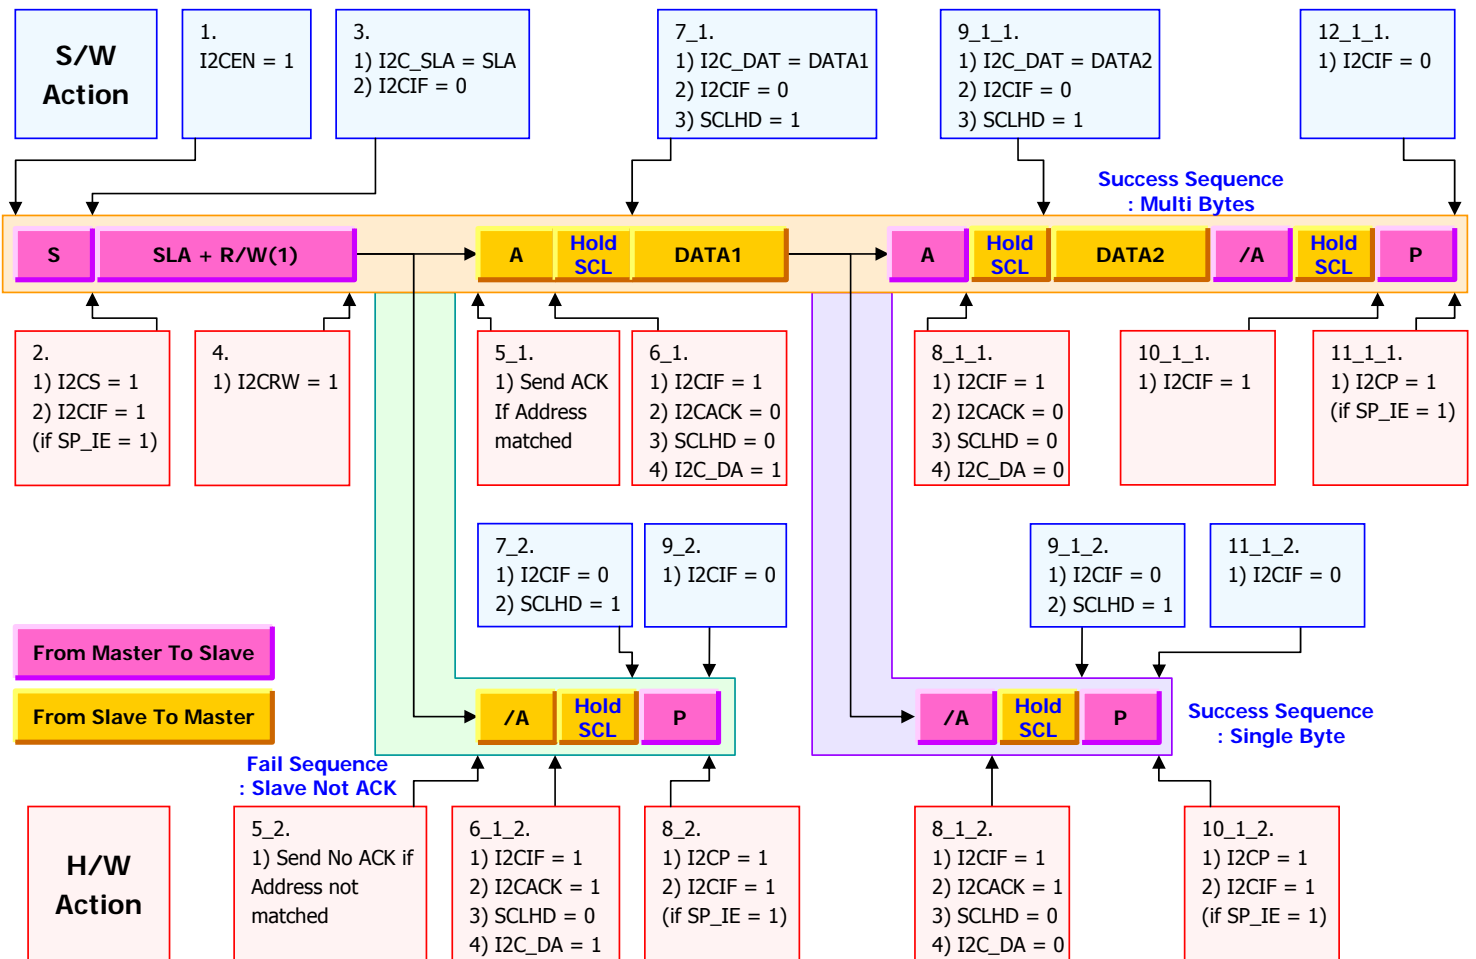 S/W
Action
1.
I2CEN = 1
3.
1) I2C_SLA = SLA
2) I2CIF = 0
7_1.
1) I2C_DAT = DATA1
2) I2CIF = 0
3) SCLHD = 1
9_1_1.
1) I2C_DAT = DATA2
2) I2CIF = 0
3) SCLHD = 1
12_1_1.
1) I2CIF = 0
Success Sequence
: Multi Bytes
S
SLA + R/W(1)
A
Hold
SCL
DATA1
A
Hold
SCL
DATA2
/A
Hold
SCL
P
2.
1) I2CS = 1
2) I2CIF = 1
(if SP_IE = 1)
4.
1) I2CRW = 1
5_1.
1) Send ACK
If Address
matched
6_1.
1) I2CIF = 1
2) I2CACK = 0
3) SCLHD = 0
4) I2C_DA = 1
8_1_1.
1) I2CIF = 1
2) I2CACK = 0
3) SCLHD = 0
4) I2C_DA = 0
10_1_1.
1) I2CIF = 1
11_1_1.
1) I2CP = 1
(if SP_IE = 1)
7_2.
1) I2CIF = 0
2) SCLHD = 1
9_2.
1) I2CIF = 0
9_1_2.
1) I2CIF = 0
2) SCLHD = 1
11_1_2.
1) I2CIF = 0
From Master To Slave
From Slave To Master
/A
Hold
SCL
P
/A
Hold
SCL
P
Success Sequence
: Single Byte
Fail Sequence
: Slave Not ACK
H/W
Action
5_2.
1) Send No ACK if
Address not
matched
6_1_2.
1) I2CIF = 1
2) I2CACK = 1
3) SCLHD = 0
4) I2C_DA = 1
8_2.
1) I2CP = 1
2) I2CIF = 1
(if SP_IE = 1)
8_1_2.
1) I2CIF = 1
2) I2CACK = 1
3) SCLHD = 0
4) I2C_DA = 0
10_1_2.
1) I2CP = 1
2) I2CIF = 1
(if SP_IE = 1)